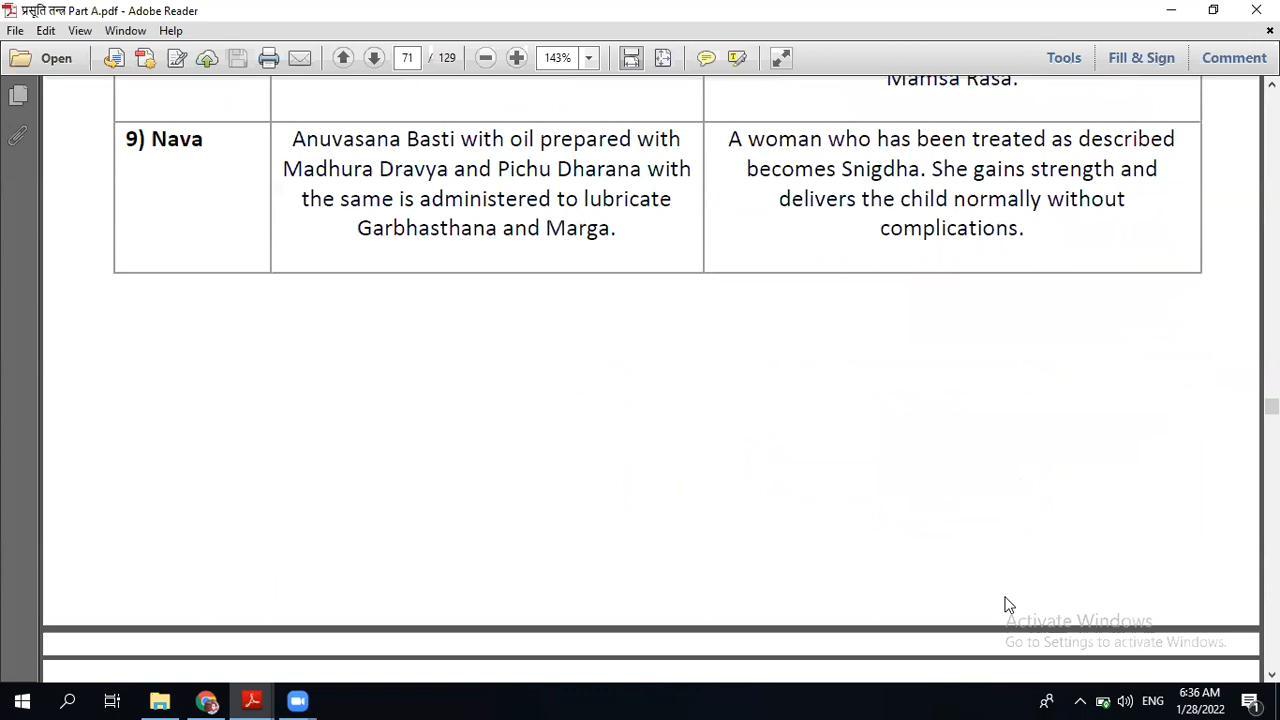 प्रसूति तन्त्र Part A.pdf - Adobe Reader
File Edit View Window Help
Open 71 / 129 143% Tools Fill & Sign Comment
Mamsa Rasa.
9) Nava
Anuvasana Basti with oil prepared with
Madhura Dravya and Pichu Dharana with
the same is administered to lubricate
Garbhasthana and Marga.
A woman who has been treated as described
becomes Snigdha. She gains strength and
delivers the child normally without
complications.
Activate Windows
Go to Settings to activate Windows.
ENG
6:36 AM
1/28/2022
1